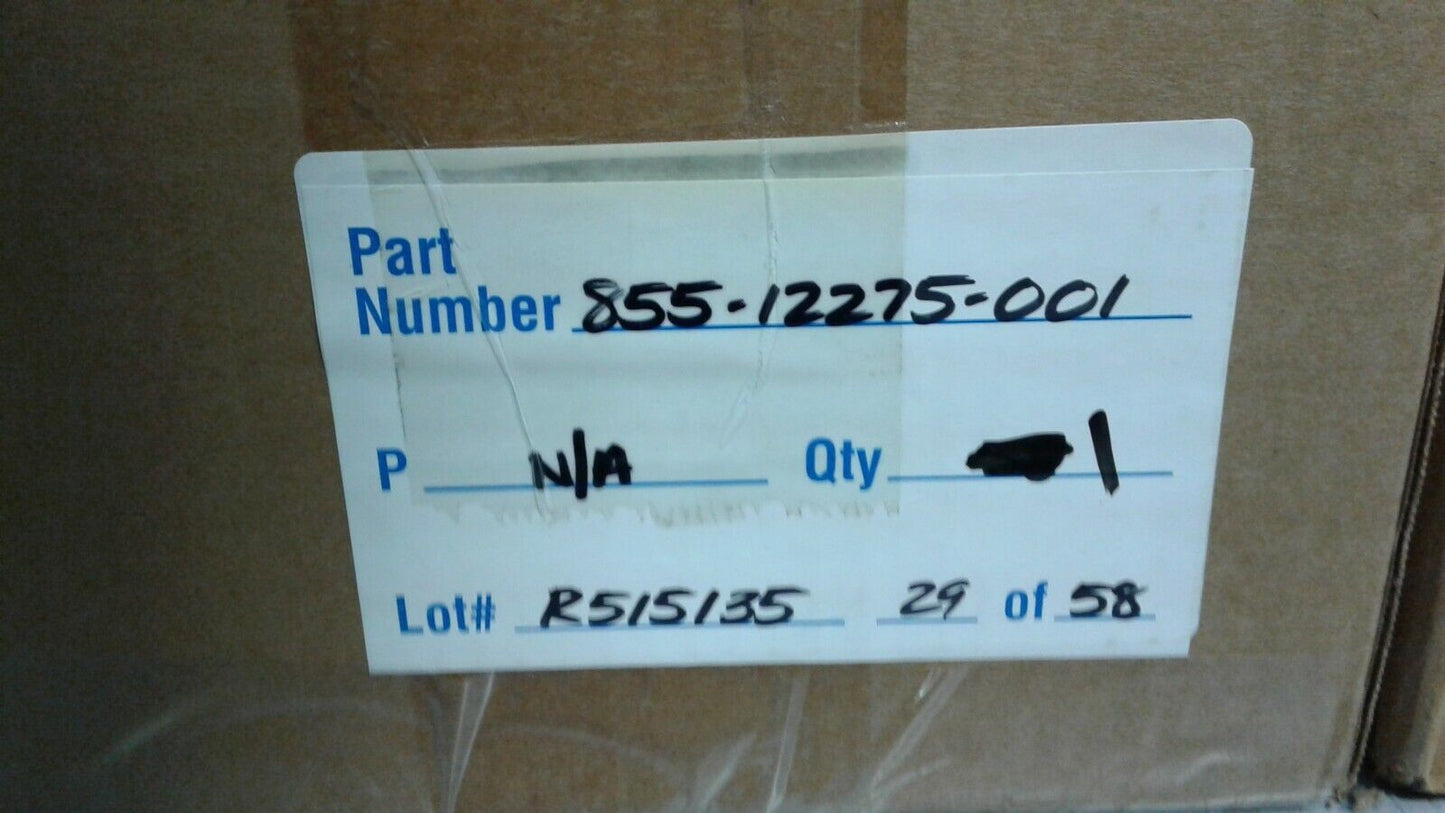 Part
Number 855-12275-001
P N/A Qty 1
Lot# R515135 29 of 58